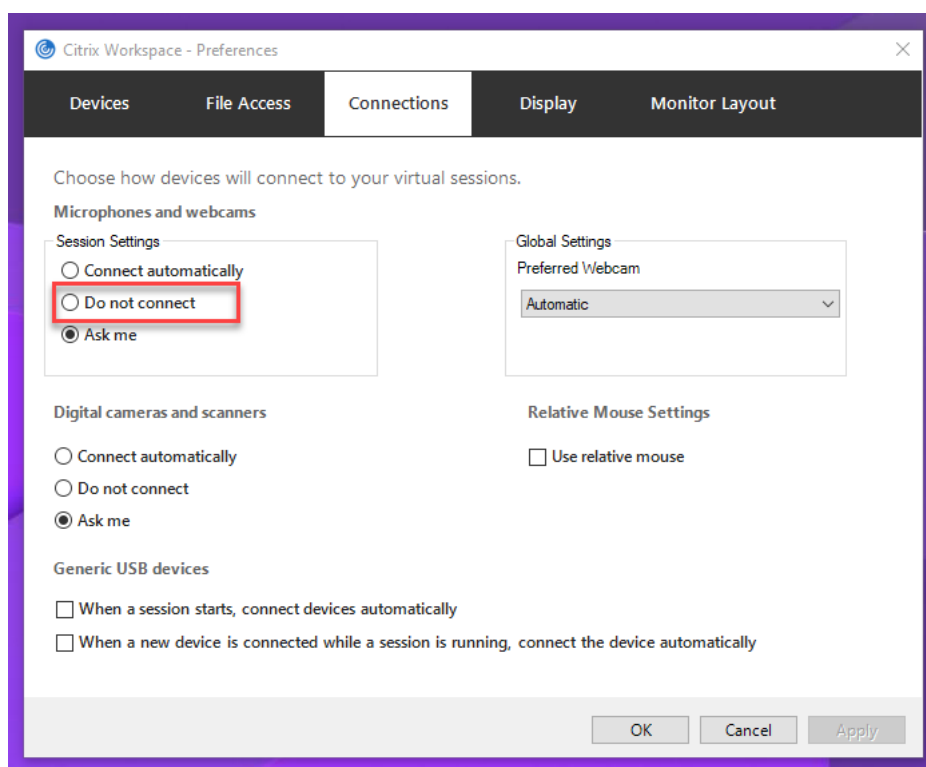 Citrix Workspace - Preferences
Devices File Access Connections Display Monitor Layout
Choose how devices will connect to your virtual sessions.
Microphones and webcams
Session Settings
Connect automatically
Do not connect
Ask me
Global Settings
Preferred Webcam
Automatic
Digital cameras and scanners
Connect automatically
Do not connect
Ask me
Relative Mouse Settings
Use relative mouse
Generic USB devices
When a session starts, connect devices automatically
When a new device is connected while a session is running, connect the device automatically
OK Cancel Apply